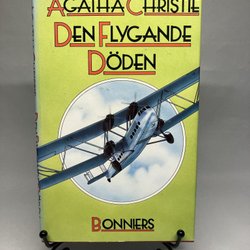 AGATHA CHRISTIE
DEN FLYGANDE
DÖDEN
BONNIERS